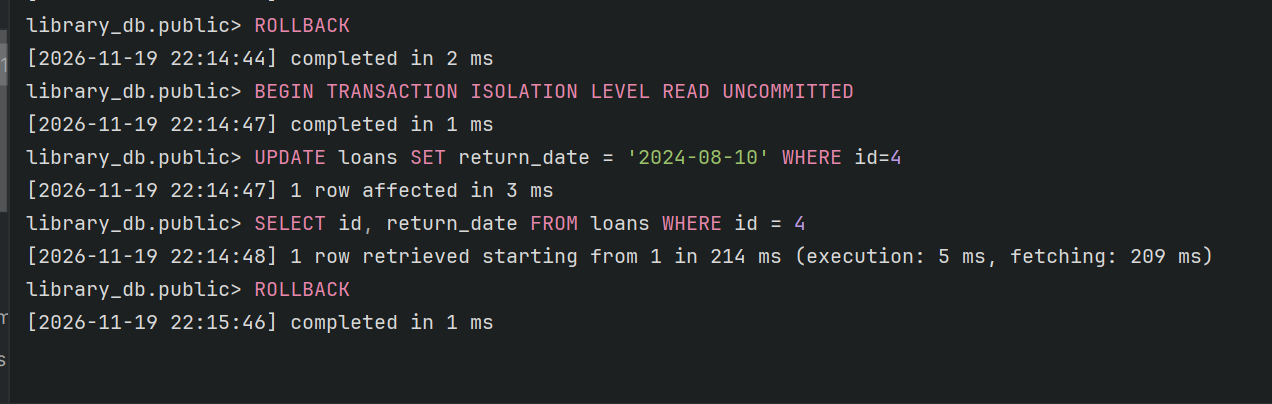 library_db.public> ROLLBACK
[2026-11-19 22:14:44] completed in 2 ms
library_db.public> BEGIN TRANSACTION ISOLATION LEVEL READ UNCOMMITTED
[2026-11-19 22:14:47] completed in 1 ms
library_db.public> UPDATE loans SET return_date = '2024-08-10' WHERE id=4
[2026-11-19 22:14:47] 1 row affected in 3 ms
library_db.public> SELECT id, return_date FROM loans WHERE id = 4
[2026-11-19 22:14:48] 1 row retrieved starting from 1 in 214 ms (execution: 5 ms, fetching: 209 ms)
library_db.public> ROLLBACK
[2026-11-19 22:15:46] completed in 1 ms